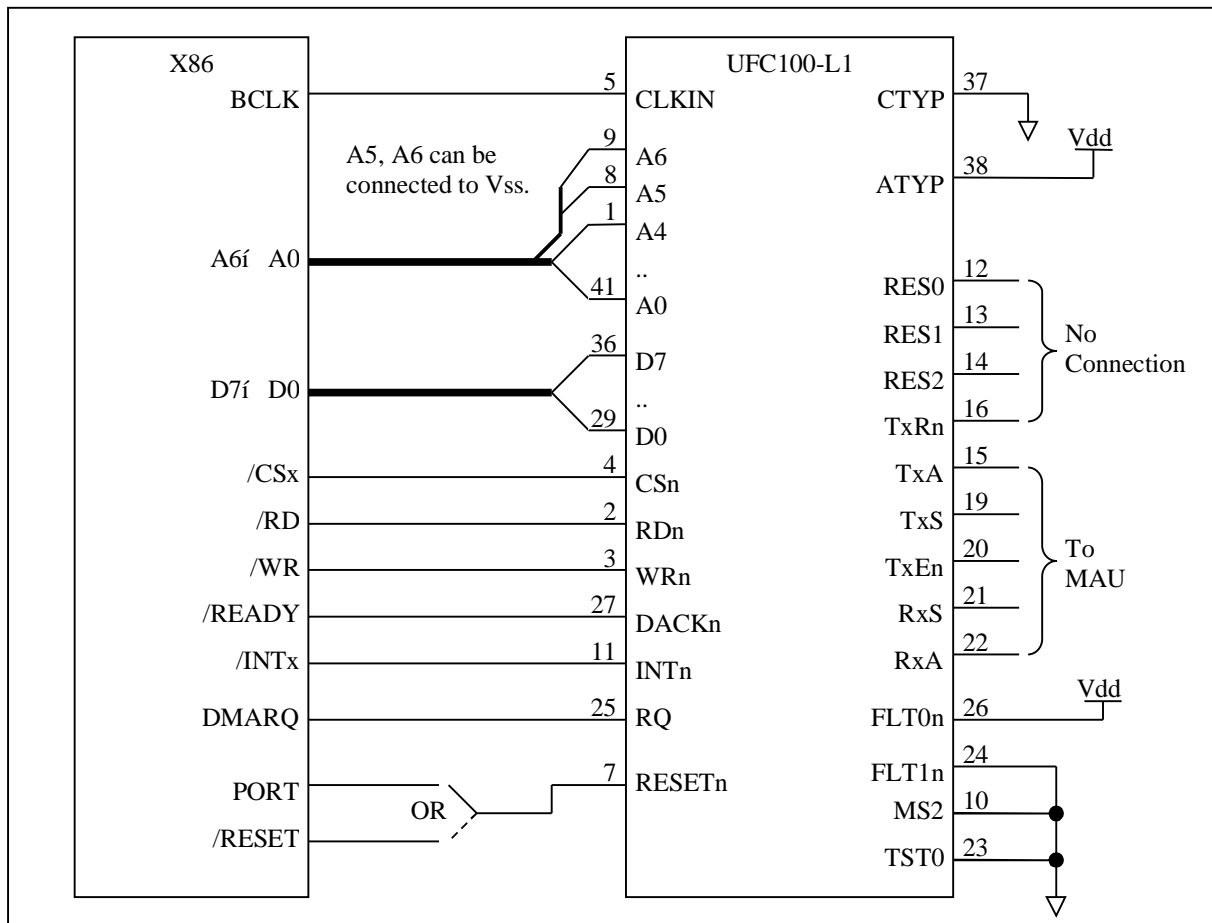 X86
UFC100-L1
BCLK
5
CLKIN
CTYP
37
A5, A6 can be
connected to Vss.
9
A6
8
A5
1
A4
..
41
A0
A6í A0
Vdd
38
ATYP
12
RES0
13
RES1
14
RES2
16
TxRn
No
Connection
D7í D0
36
D7
..
29
D0
/CSx
4
CSn
/RD
2
RDn
/WR
3
WRn
/READY
27
DACKn
/INTx
11
INTn
DMARQ
25
RQ
PORT
OR
/RESET
7
RESETn
15
TxA
19
TxS
20
TxEn
21
RxS
22
RxA
To
MAU
Vdd
26
FLT0n
24
FLT1n
10
MS2
23
TST0